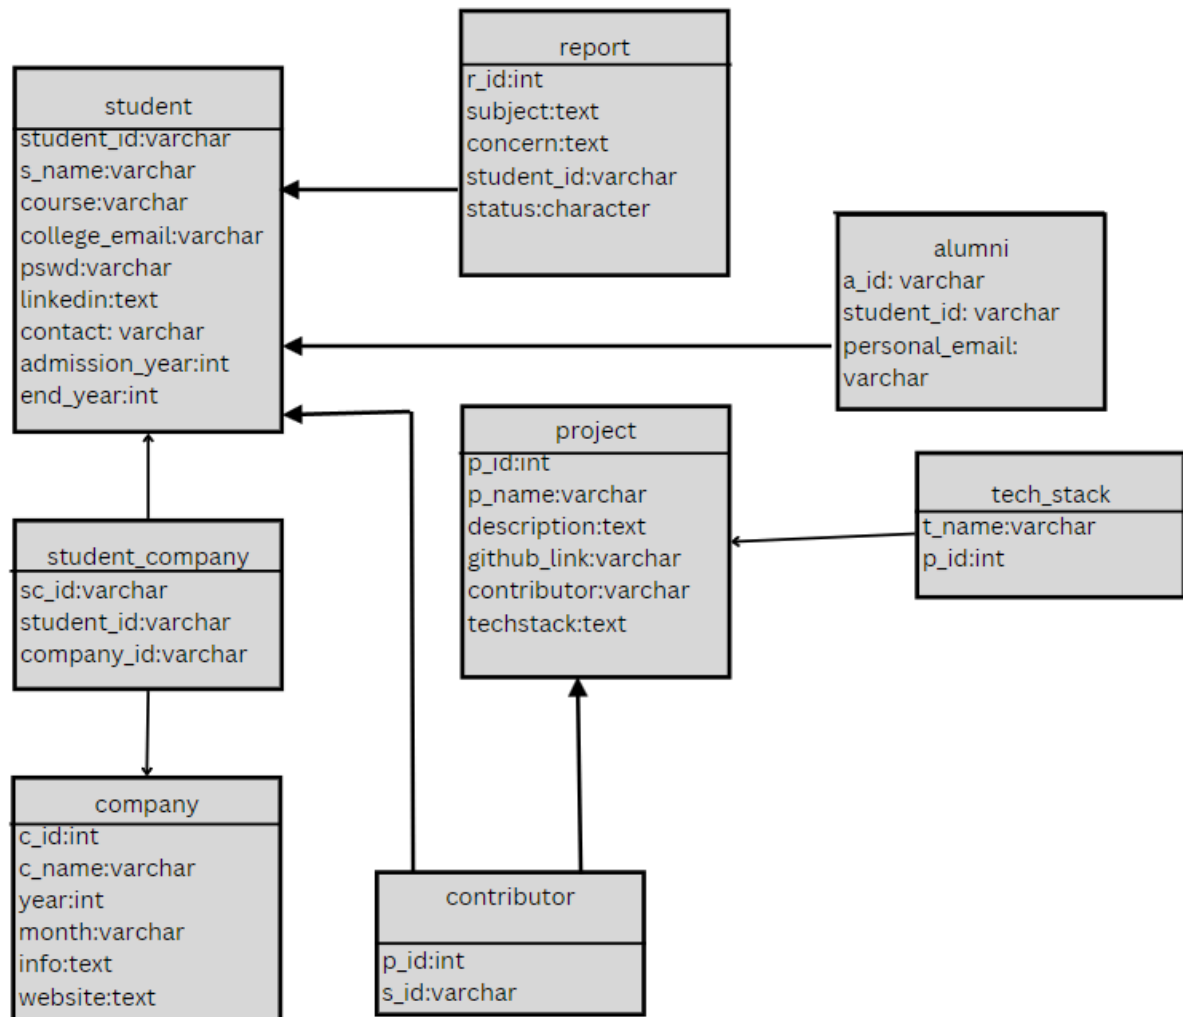 student
student_id:varchar
s_name:varchar
course:varchar
college_email:varchar
pswd:varchar
linkedin:text
contact: varchar
admission_year:int
end_year:int
report
r_id:int
subject:text
concern:text
student_id:varchar
status:character
alumni
a_id: varchar
student_id: varchar
personal_email:
varchar
project
p_id:int
p_name:varchar
description:text
github_link:varchar
contributor:varchar
techstack:text
tech_stack
t_name:varchar
p_id:int
student_company
sc_id:varchar
student_id:varchar
company_id:varchar
company
c_id:int
c_name:varchar
year:int
month:varchar
info:text
website:text
contributor
p_id:int
s_id:varchar